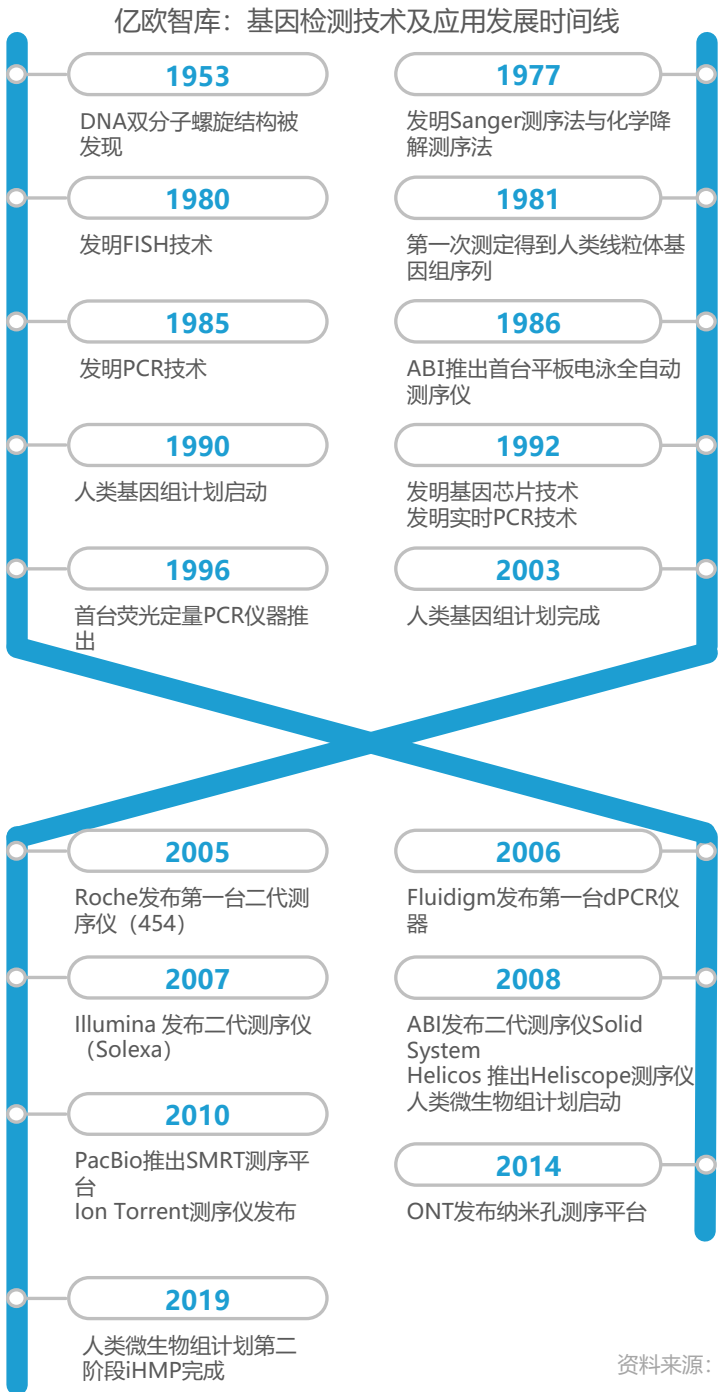 亿欧智库：基因检测技术及应用发展时间线
1953
DNA双分子螺旋结构被
发现
1977
发明Sanger测序法与化学降
解测序法
1980
发明FISH技术
1981
第一次测定得到人类线粒体基
因组序列
1985
发明PCR技术
1986
ABI推出首台平板电泳全自动
测序仪
1990
人类基因组计划启动
1992
发明基因芯片技术
发明实时PCR技术
1996
首台荧光定量PCR仪器推
出
2003
人类基因组计划完成
2005
Roche发布第一台二代测
序仪（454）
2006
Fluidigm发布第一台dPCR仪
器
2007
Illumina 发布二代测序仪
（Solexa）
2008
ABI发布二代测序仪Solid
System
Helicos 推出Heliscope测序仪
人类微生物组计划启动
2010
PacBio推出SMRT测序平
台
Ion Torrent测序仪发布
2014
ONT发布纳米孔测序平台
2019
人类微生物组计划第二
阶段iHMP完成
资料来源：